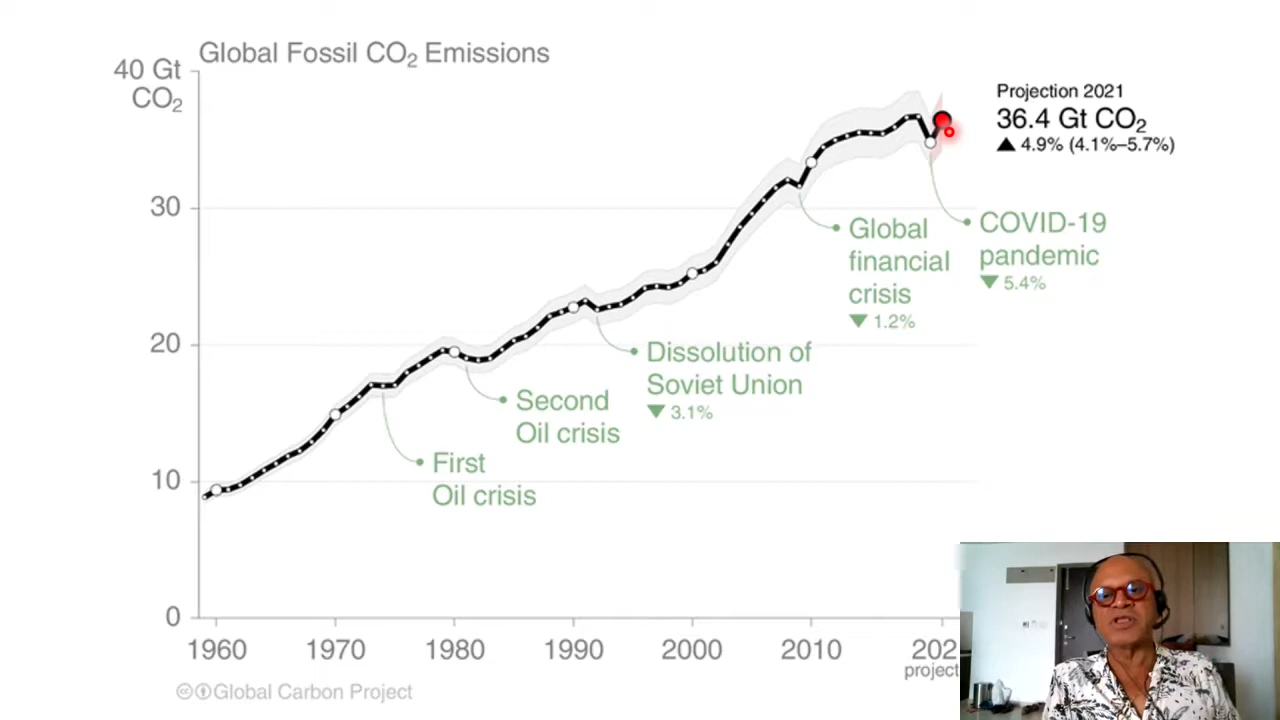 Global Fossil CO₂ Emissions
40 Gt
CO₂
30
20
10
0
1960
1970
1980
1990
2000
2010
202
project
Projection 2021
36.4 Gt CO₂
▲ 4.9% (4.1%–5.7%)
COVID-19
pandemic
▼ 5.4%
Global
financial
crisis
▼ 1.2%
Dissolution of
Soviet Union
▼ 3.1%
Second
Oil crisis
First
Oil crisis
Global Carbon Project